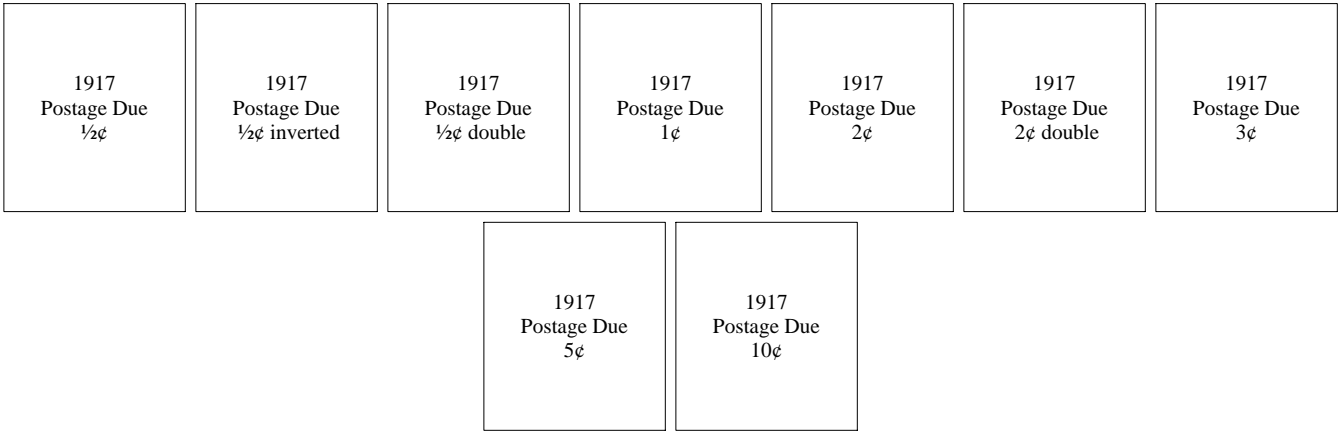 1917
Postage Due
½¢
1917
Postage Due
½¢ inverted
1917
Postage Due
½¢ double
1917
Postage Due
1¢
1917
Postage Due
2¢
1917
Postage Due
2¢ double
1917
Postage Due
3¢
1917
Postage Due
5¢
1917
Postage Due
10¢